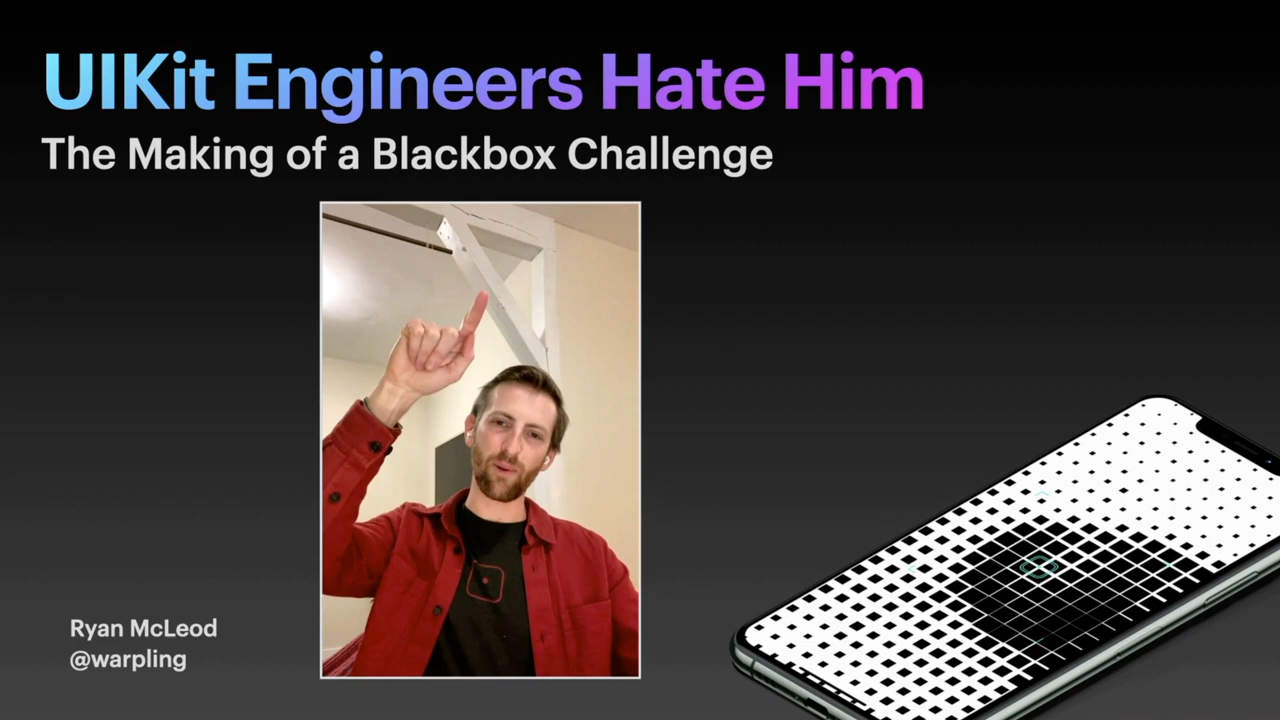 UIKit Engineers Hate Him
The Making of a Blackbox Challenge
Ryan McLeod
@warpling